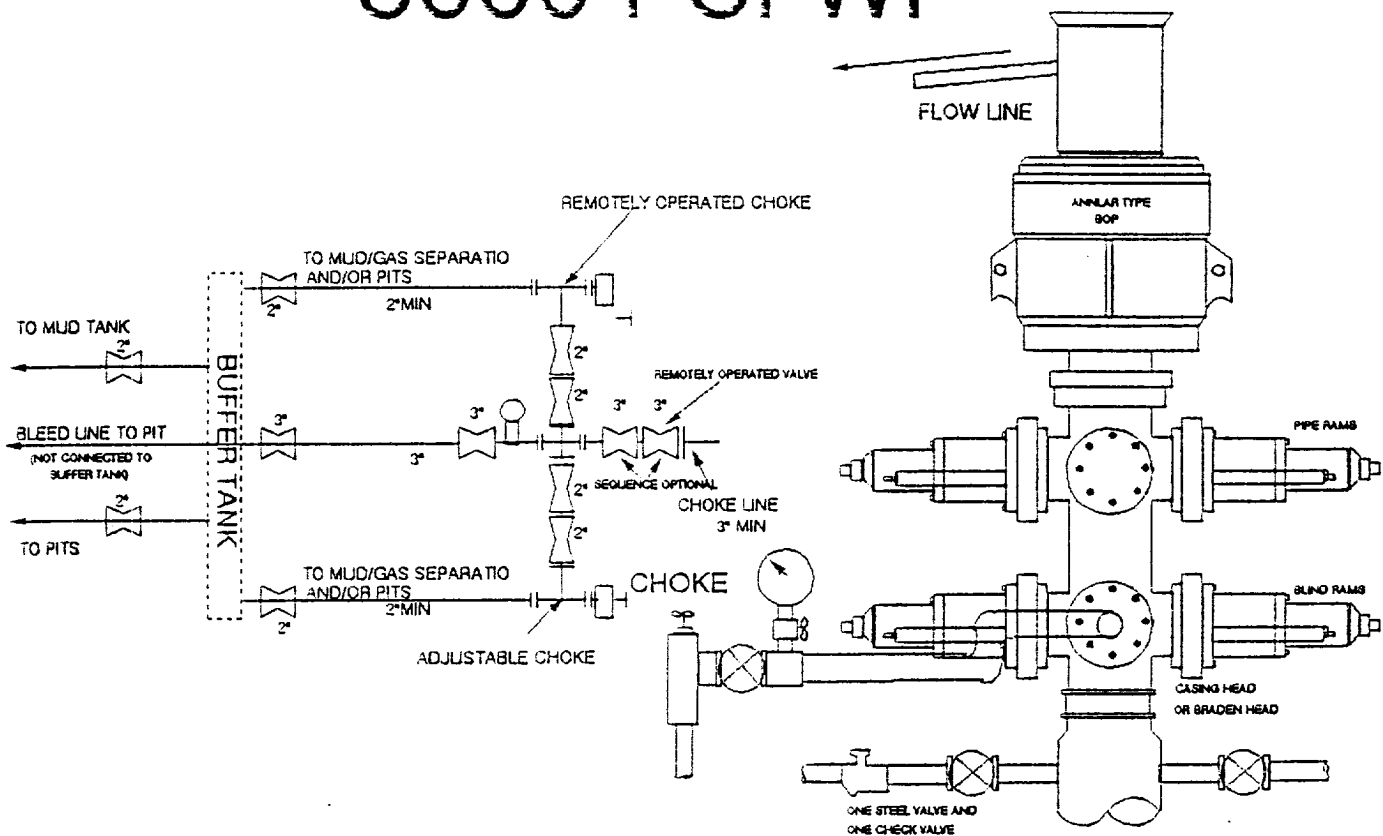 PSI WP
FLOW LINE
ANNLAR TYPE
BOP
REMOTELY OPERATED CHOKE
TO MUD/GAS SEPARATIO
AND/OR PITS
2"
2"MIN
TO MUD TANK
2"
BUFFER TANK
2"
2"
REMOTELY OPERATED VALVE
3"
3"
3"
BLEED LINE TO PIT
(NOT CONNECTED TO
BUFFER TANK)
3"
3"
SEQUENCE OPTIONAL
CHOKE LINE
3" MIN
2"
2"
2"
TO PITS
TO MUD/GAS SEPARATIO
AND/OR PITS
2"MIN
2"
ADJUSTABLE CHOKE
CHOKE
PIPE RAMS
BLIND RAMS
CASING HEAD
OR BRADEN HEAD
ONE STEEL VALVE AND
ONE CHECK VALVE